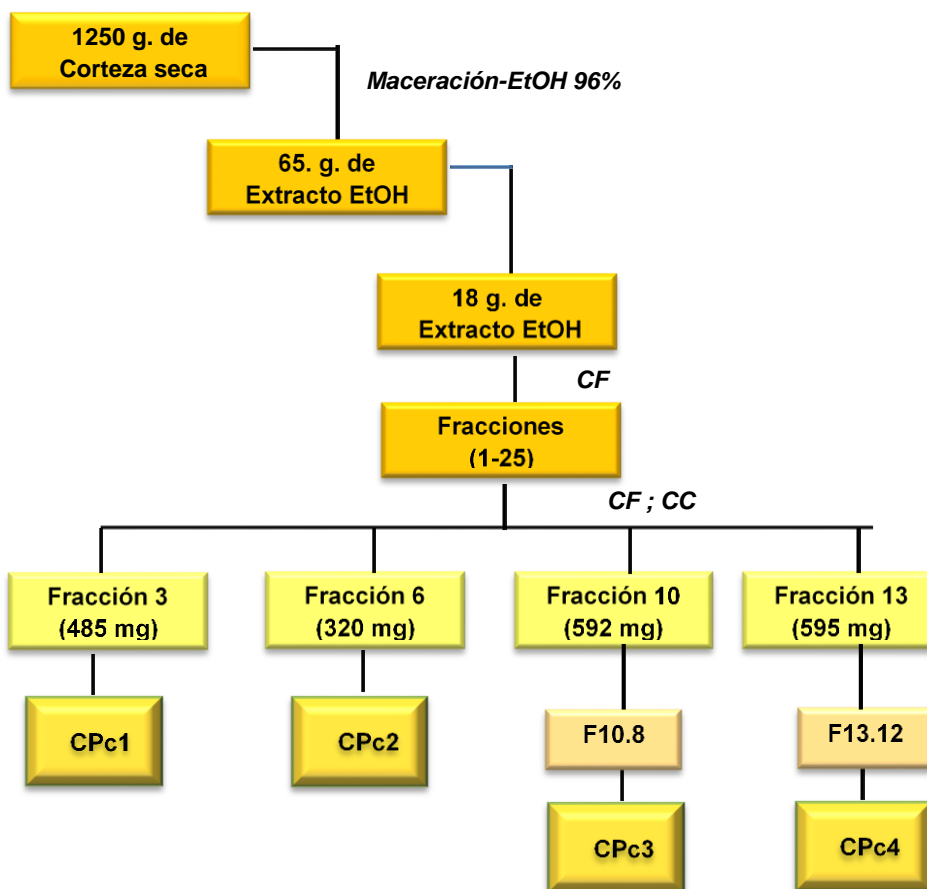 1250 g. de
Corteza seca
Maceración-EtOH 96%
65. g. de
Extracto EtOH
18 g. de
Extracto EtOH
CF
Fracciones
(1-25)
CF ; CC
Fracción 3
(485 mg)
Fracción 6
(320 mg)
Fracción 10
(592 mg)
Fracción 13
(595 mg)
CPc1
CPc2
F10.8
F13.12
CPc3
CPc4